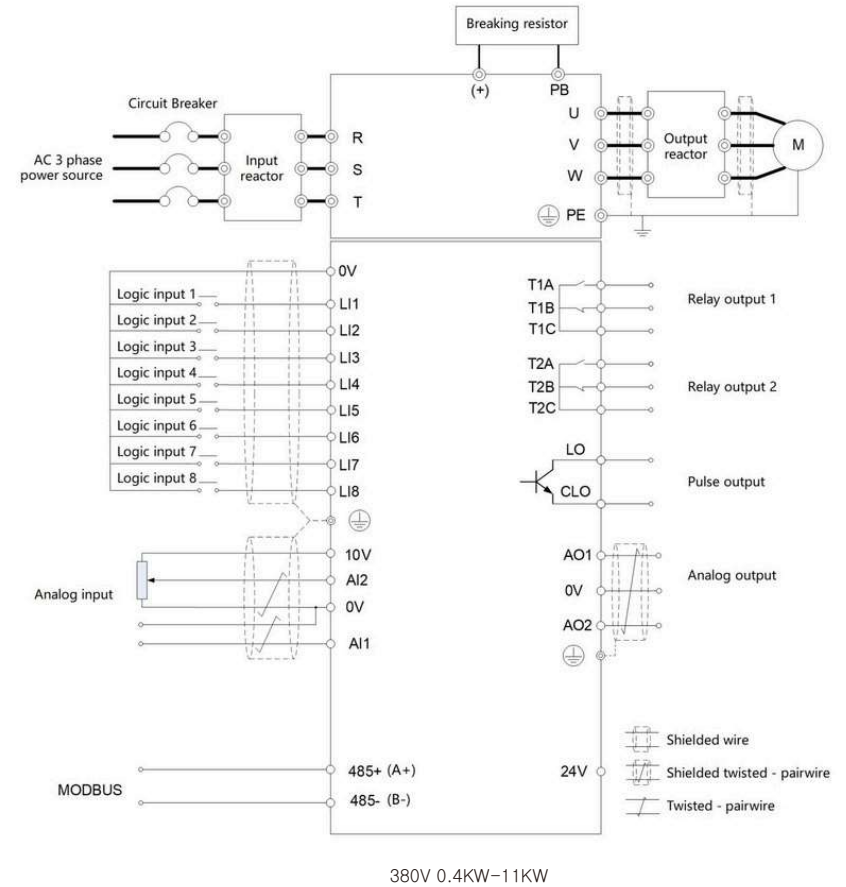 Breaking resistor
(+)
PB
Circuit Breaker
AC 3 phase
power source
Input
reactor
R
S
T
U
V
W
PE
Output
reactor
M
0V
Logic input 1
LI1
Logic input 2
LI2
Logic input 3
LI3
Logic input 4
LI4
Logic input 5
LI5
Logic input 6
LI6
Logic input 7
LI7
Logic input 8
LI8
T1A
T1B
T1C
Relay output 1
T2A
T2B
T2C
Relay output 2
LO
CLO
Pulse output
Analog input
10V
AI2
0V
AI1
AO1
0V
AO2
Analog output
MODBUS
485+ (A+)
485- (B-)
24V
Shielded wire
Shielded twisted - pairwire
Twisted - pairwire
380V 0.4KW-11KW